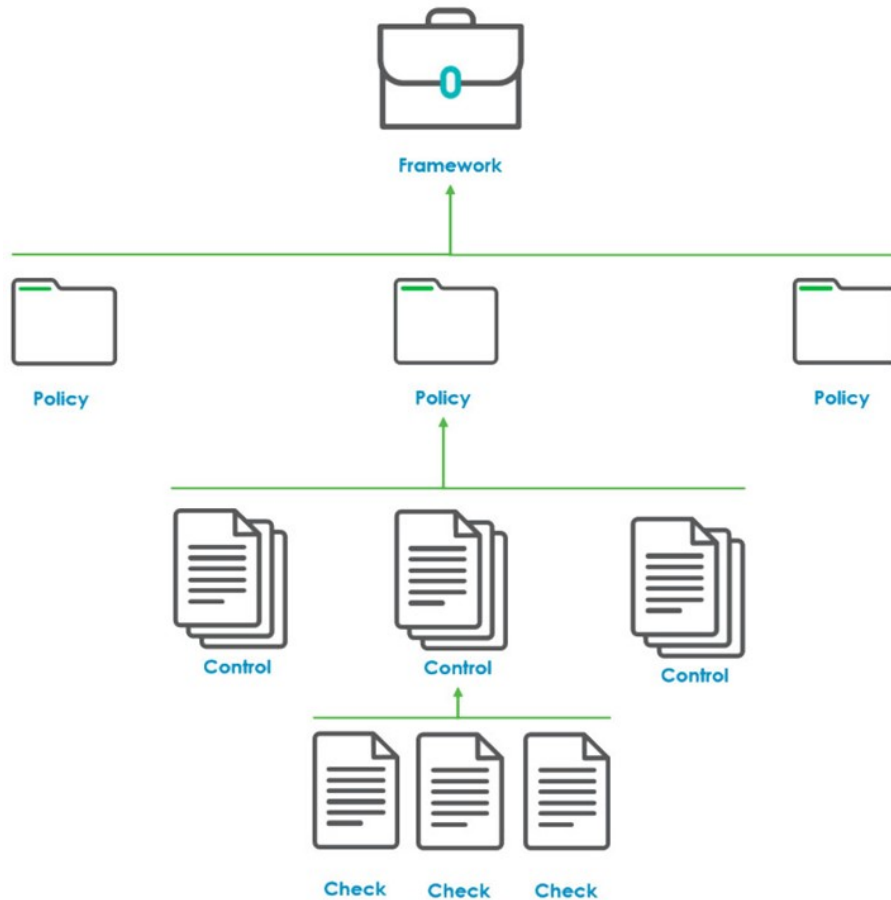 Framework
Policy
Policy
Policy
Control
Control
Control
Check
Check
Check